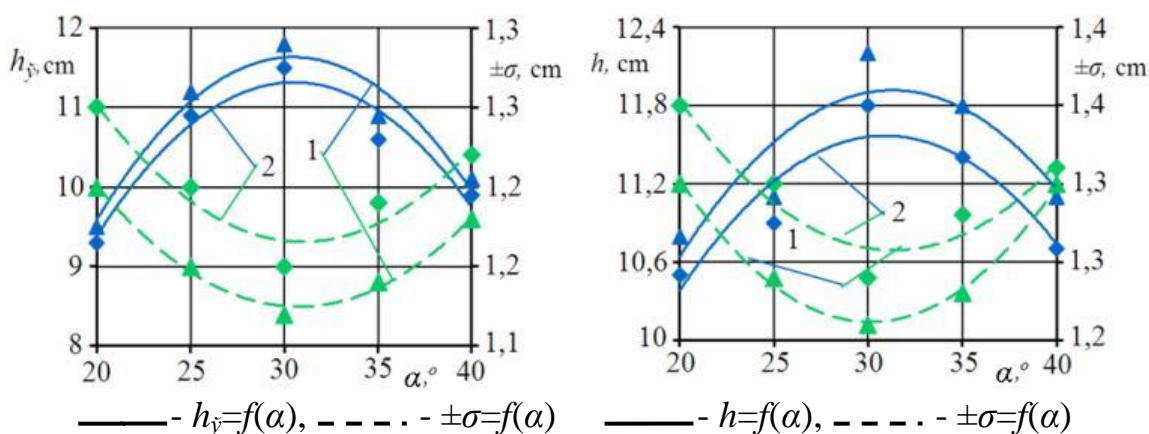 12
1,3
1,4
12,4
hў, cm
±σ, cm
h, cm
±σ, cm
11
1,3
11,8
1,4
2
1
10
1,2
11,2
1,3
2
1
9
1,2
10,6
1,3
8
1,1
10
1,2
20 25 30 35 40
α,°
20 25 30 35 40
α,°
- hў=f(α), - ±σ=f(α)
- h=f(α), - ±σ=f(α)